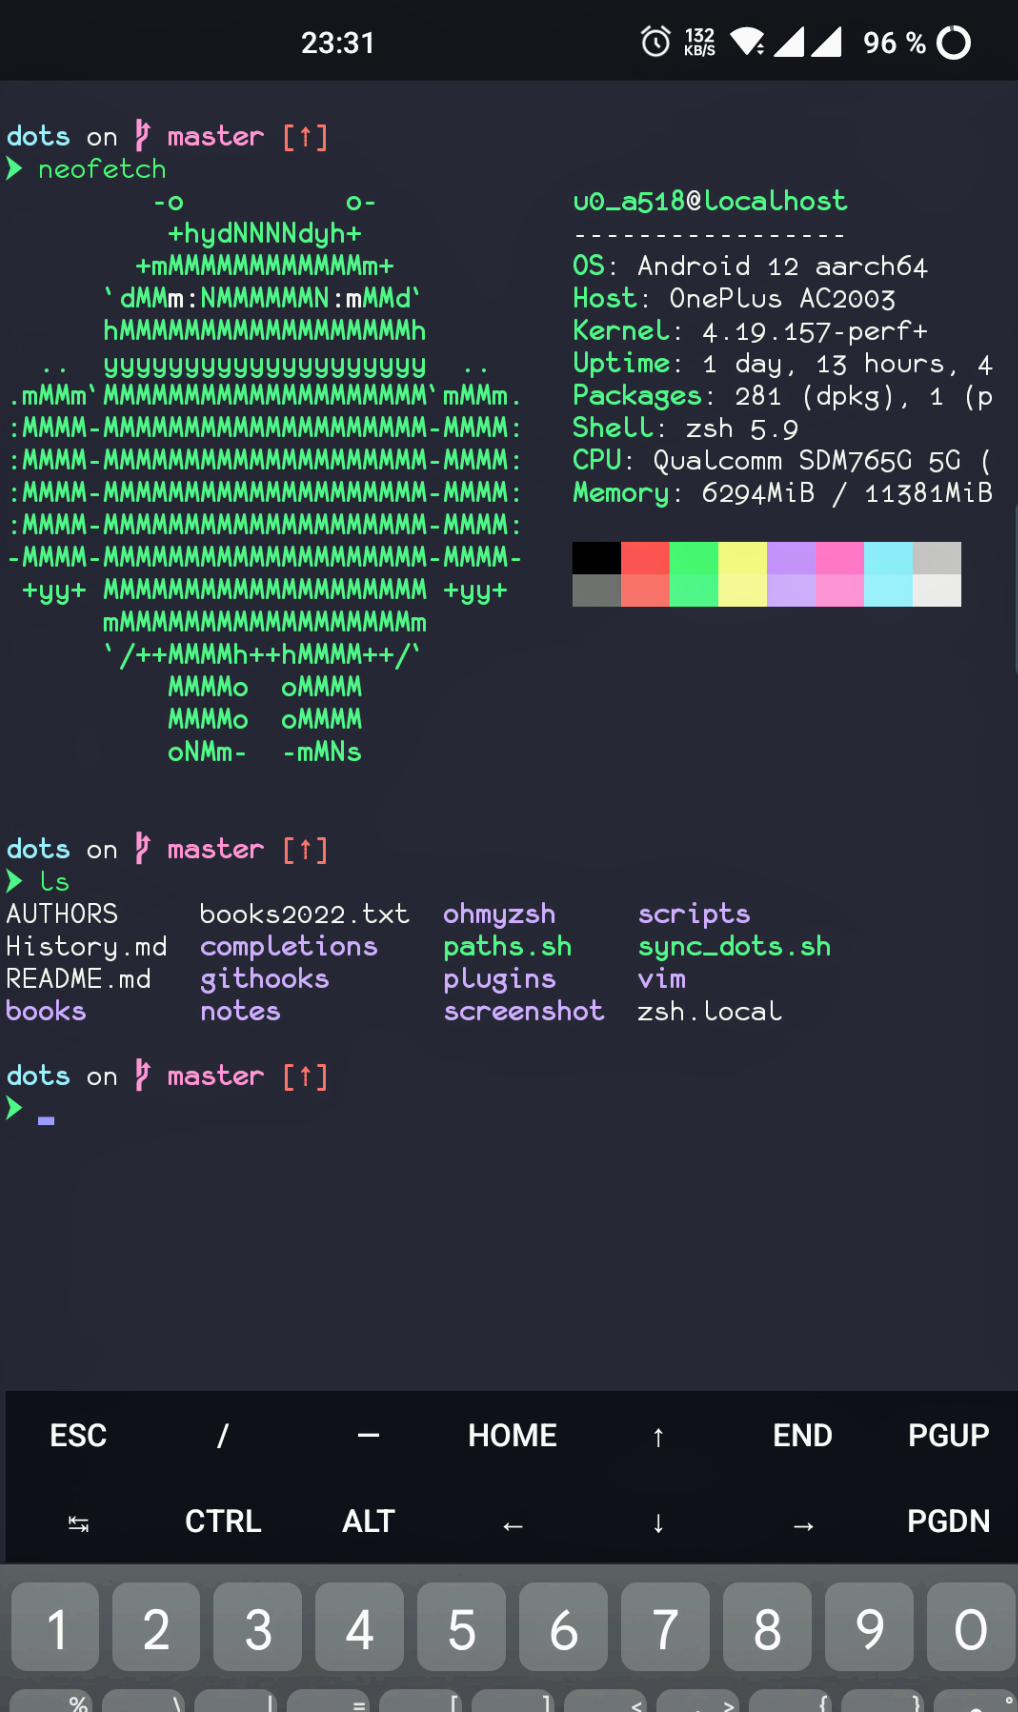 23:31 132 KB/S 96 %
dots on master [↑]
neofetch
-o          o-
+hydNNNNdyh+
+mMMMMMMMMMMMMm+
`dMMm:NMMMMMMN:mMMd`
hMMMMMMMMMMMMMMMMMMh
..  yyyyyyyyyyyyyyyyyyyy  ..
.mMMm`MMMMMMMMMMMMMMMMMMMM`mMMm.
:MMMM-MMMMMMMMMMMMMMMMMMMM-MMMM:
:MMMM-MMMMMMMMMMMMMMMMMMMM-MMMM:
:MMMM-MMMMMMMMMMMMMMMMMMMM-MMMM:
:MMMM-MMMMMMMMMMMMMMMMMMMM-MMMM:
-MMMM-MMMMMMMMMMMMMMMMMMMM-MMMM-
+yy+ MMMMMMMMMMMMMMMMMMMM +yy+
mMMMMMMMMMMMMMMMMMMm
`/++MMMMh++hMMMM++/`
MMMMo  oMMMM
MMMMo  oMMMM
oNMm-  -mMNs
u0_a518@localhost
-----------------
OS: Android 12 aarch64
Host: OnePlus AC2003
Kernel: 4.19.157-perf+
Uptime: 1 day, 13 hours, 4
Packages: 281 (dpkg), 1 (p
Shell: zsh 5.9
CPU: Qualcomm SDM765G 5G (
Memory: 6294MiB / 11381MiB
dots on master [↑]
ls
AUTHORS books2022.txt ohmyzsh scripts
History.md completions paths.sh sync_dots.sh
README.md githooks plugins vim
books notes screenshot zsh.local
dots on master [↑]
ESC / — HOME ↑ END PGUP
↹ CTRL ALT ← ↓ → PGDN
1 2 3 4 5 6 7 8 9 0
% \ | = [ ] < > { } °